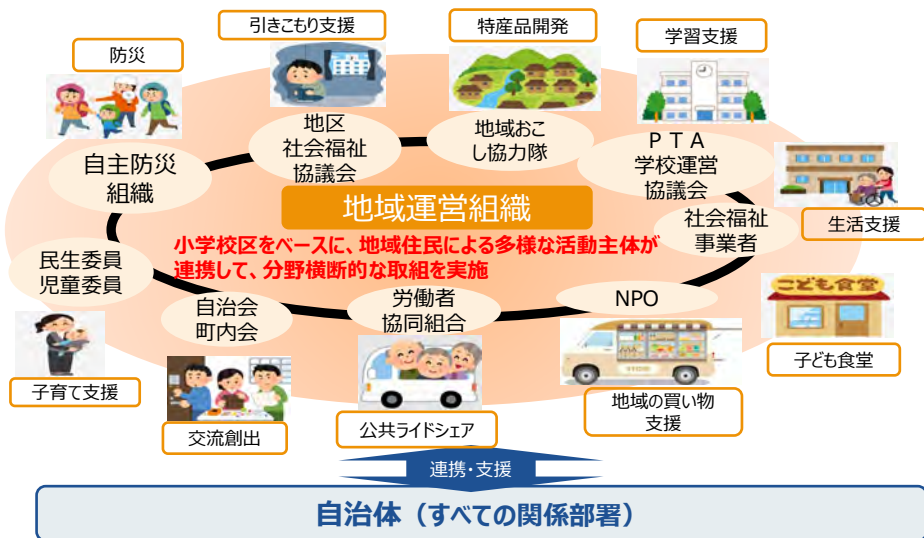 引きこもり支援
特産品開発
学習支援
防災
地区
社会福祉
協議会
地域おこ
し協力隊
ＰＴＡ
学校運営
協議会
自主防災
組織
地域運営組織
社会福祉
事業者
生活支援
小学校区をベースに、地域住民による多様な活動主体が
連携して、分野横断的な取組を実施
民生委員
児童委員
自治会
町内会
労働者
協同組合
NPO
こども食堂
子ども食堂
子育て支援
交流創出
公共ライドシェア
地域の買い物
支援
連携・支援
自治体（すべての関係部署）